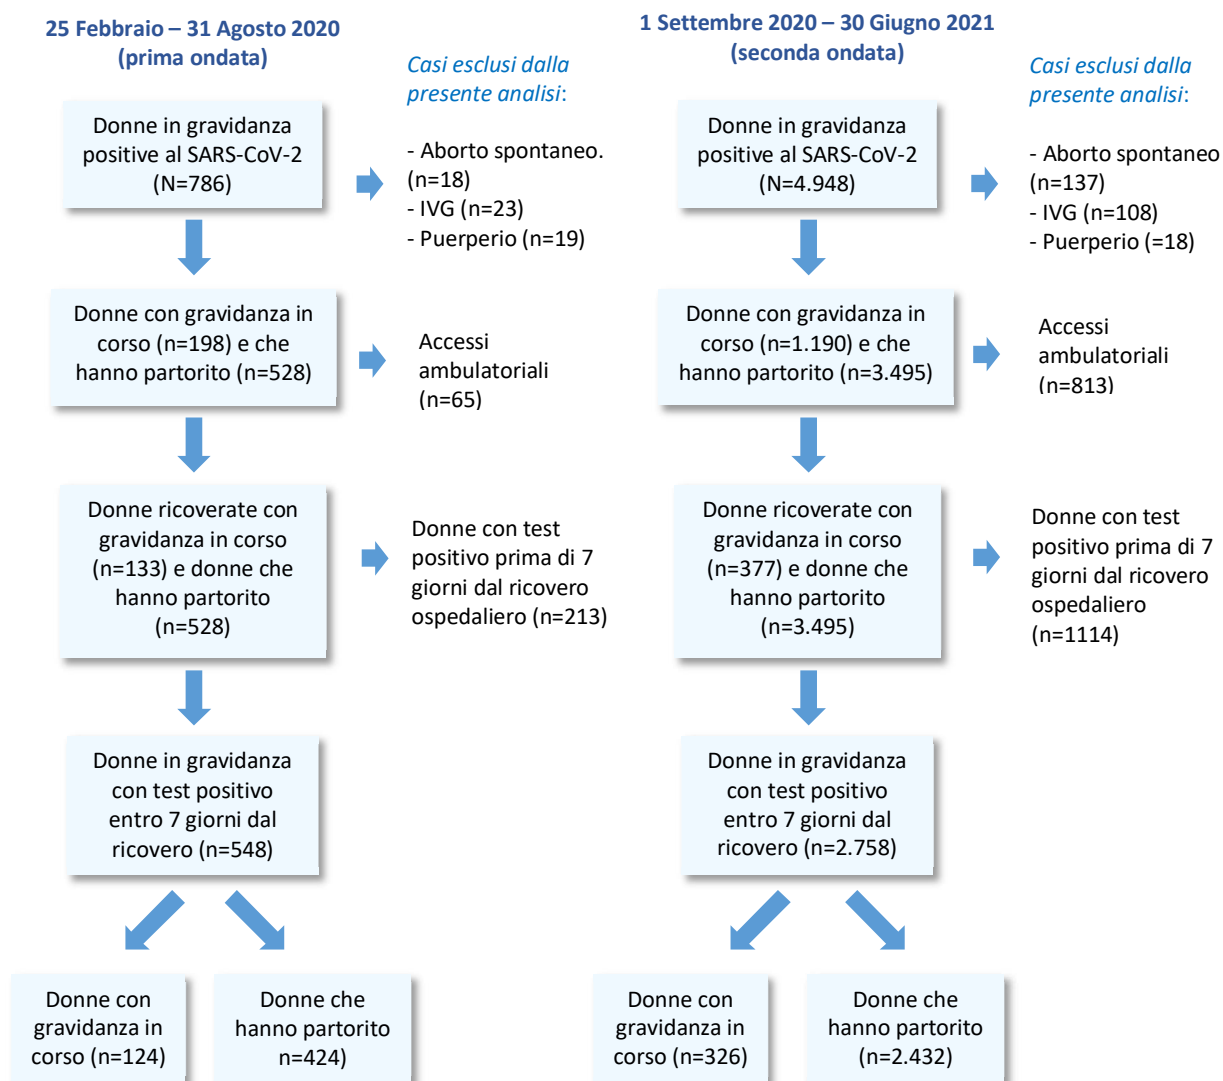 25 Febbraio – 31 Agosto 2020
(prima ondata)
Casi esclusi dalla
presente analisi:
Donne in gravidanza
positive al SARS-CoV-2
(N=786)
- Aborto spontaneo.
(n=18)
- IVG (n=23)
- Puerperio (n=19)
Donne con gravidanza in
corso (n=198) e che
hanno partorito (n=528)
Accessi
ambulatoriali
(n=65)
Donne ricoverate con
gravidanza in corso
(n=133) e donne che
hanno partorito
(n=528)
Donne con test
positivo prima di 7
giorni dal ricovero
ospedaliero (n=213)
Donne in gravidanza
con test positivo
entro 7 giorni dal
ricovero (n=548)
Donne con
gravidanza in
corso (n=124)
Donne che
hanno partorito
n=424)
1 Settembre 2020 – 30 Giugno 2021
(seconda ondata)
Casi esclusi dalla
presente analisi:
Donne in gravidanza
positive al SARS-CoV-2
(N=4.948)
- Aborto spontaneo
(n=137)
- IVG (n=108)
- Puerperio (=18)
Donne con gravidanza in
corso (n=1.190) e che
hanno partorito (n=3.495)
Accessi
ambulatoriali
(n=813)
Donne ricoverate con
gravidanza in corso
(n=377) e donne che
hanno partorito
(n=3.495)
Donne con test
positivo prima di 7
giorni dal ricovero
ospedaliero
(n=1114)
Donne in gravidanza
con test positivo
entro 7 giorni dal
ricovero (n=2.758)
Donne con
gravidanza in
corso (n=326)
Donne che
hanno partorito
(n=2.432)